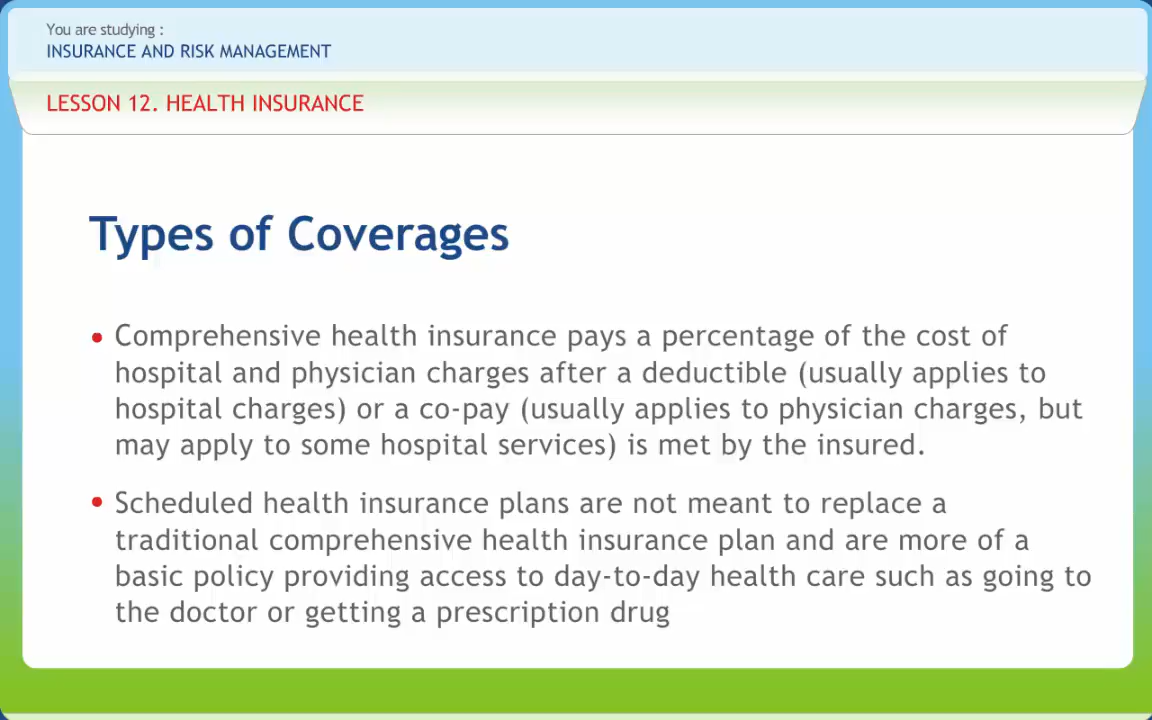 You are studying :
INSURANCE AND RISK MANAGEMENT
LESSON 12. HEALTH INSURANCE
Types of Coverages
• Comprehensive health insurance pays a percentage of the cost of
hospital and physician charges after a deductible (usually applies to
hospital charges) or a co-pay (usually applies to physician charges, but
may apply to some hospital services) is met by the insured.
• Scheduled health insurance plans are not meant to replace a
traditional comprehensive health insurance plan and are more of a
basic policy providing access to day-to-day health care such as going to
the doctor or getting a prescription drug